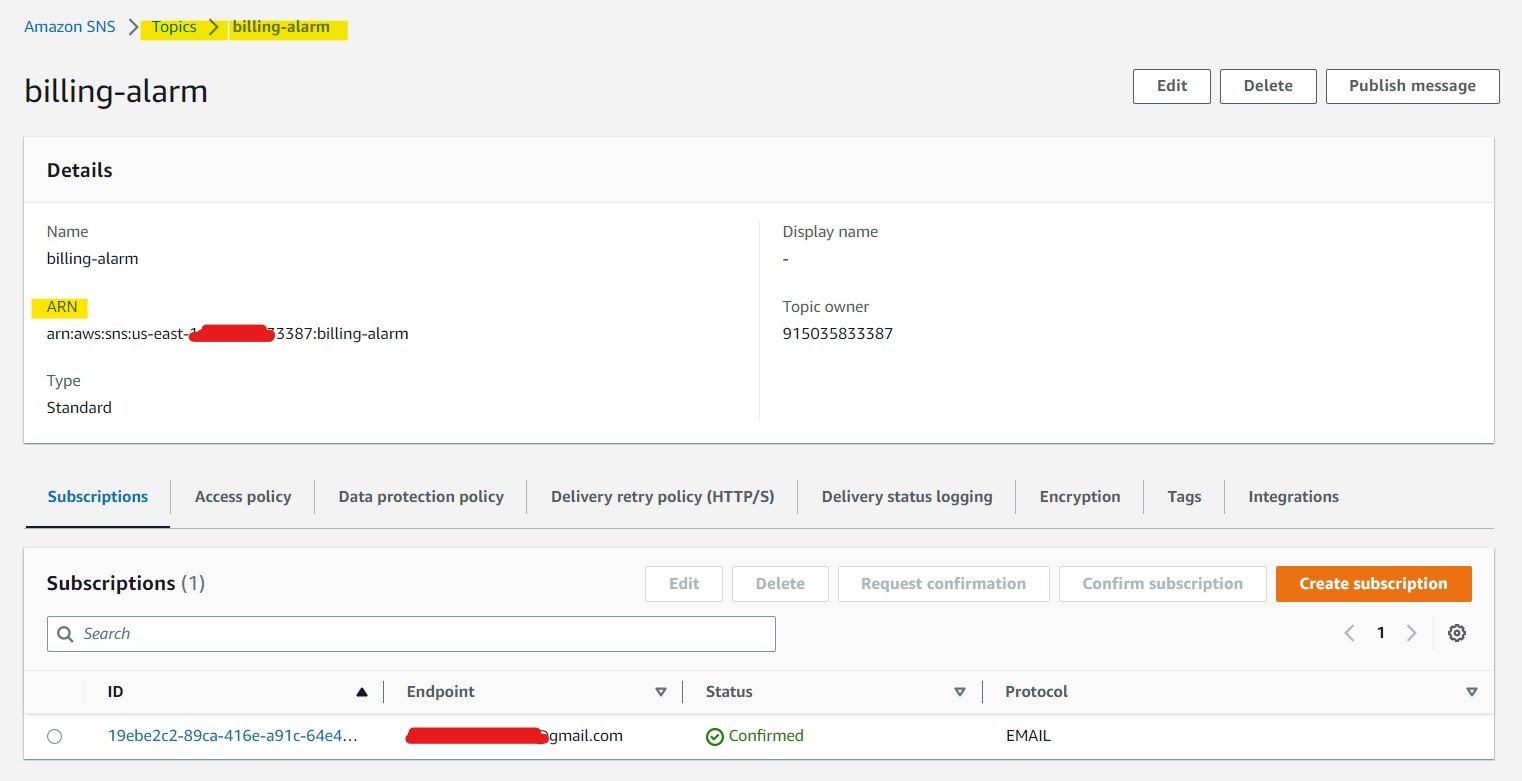 Amazon SNS > Topics > billing-alarm
billing-alarm
Edit Delete Publish message
Details
Name
billing-alarm
Display name
-
ARN
arn:aws:sns:us-east-1 33387:billing-alarm
Topic owner
915035833387
Type
Standard
Subscriptions Access policy Data protection policy Delivery retry policy (HTTP/S) Delivery status logging Encryption Tags Integrations
Subscriptions (1)
Edit Delete Request confirmation Confirm subscription Create subscription
Search
1
ID Endpoint Status Protocol
19ebe2c2-89ca-416e-a91c-64e4... @gmail.com Confirmed EMAIL